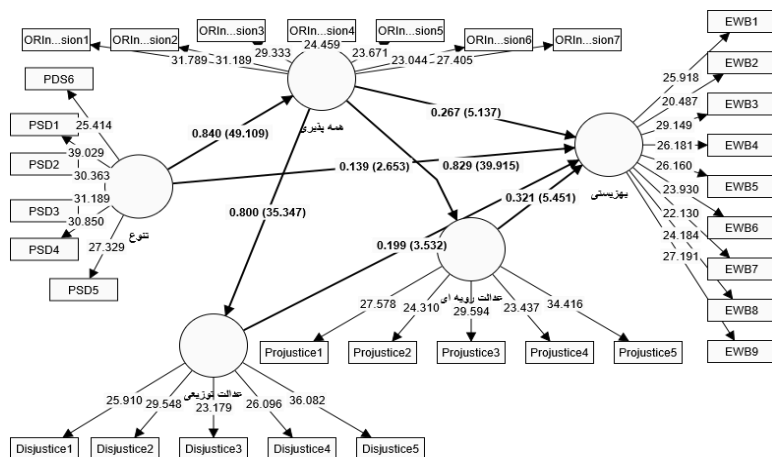 ORIn...sion1
ORIn...sion2
ORIn...sion3
ORIn...sion4
ORIn...sion5
ORIn...sion6
ORIn...sion7
31.789
31.189
29.333
24.459
23.671
23.044
27.405
همه پذیری
PDS6
PSD1
PSD2
PSD3
PSD4
PSD5
25.414
39.029
30.363
31.189
30.850
27.329
تنوع
0.840 (49.109)
0.267 (5.137)
0.139 (2.653)
0.829 (39.915)
0.800 (35.347)
0.321 (5.451)
0.199 (3.532)
EWB1
EWB2
EWB3
EWB4
EWB5
EWB6
EWB7
EWB8
EWB9
25.918
20.487
29.149
26.181
26.160
23.930
22.130
24.184
27.191
بهزیستی
عدالت رویه ای
27.578
24.310
29.594
23.437
34.416
Projustice1
Projustice2
Projustice3
Projustice4
Projustice5
عدالت توزیعی
25.910
29.548
23.179
26.096
36.082
Disjustice1
Disjustice2
Disjustice3
Disjustice4
Disjustice5